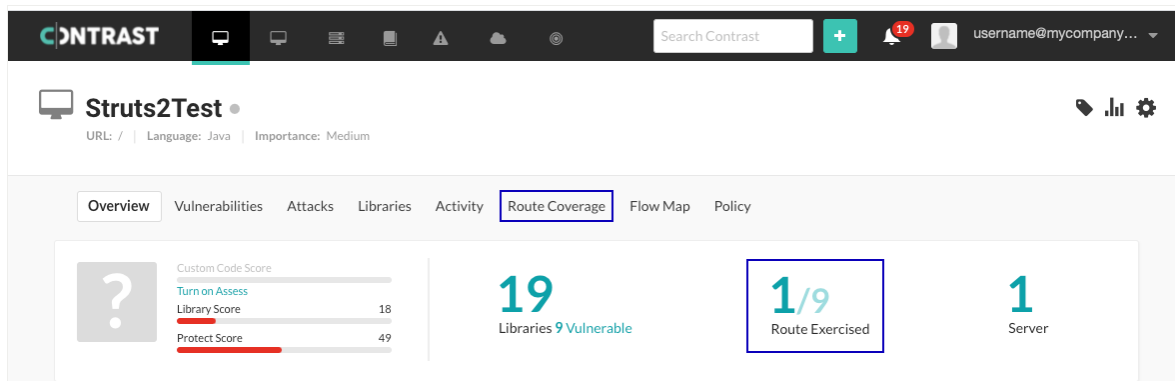 CONTRAST
Search Contrast
+
19
username@mycompany...
Struts2Test
URL: / | Language: Java | Importance: Medium
Overview Vulnerabilities Attacks Libraries Activity Route Coverage Flow Map Policy
?
Custom Code Score
Turn on Assess
Library Score 18
Protect Score 49
19
Libraries 9 Vulnerable
1/9
Route Exercised
1
Server